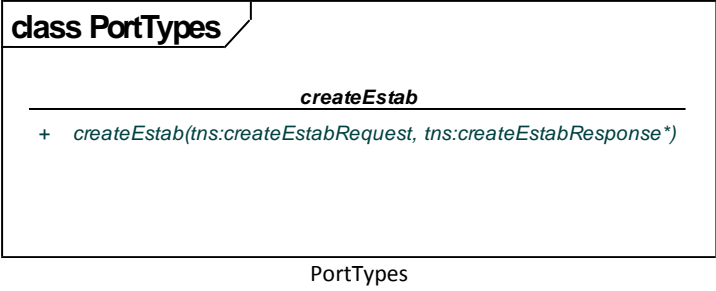 class PortTypes
createEstab
+ createEstab(tns:createEstabRequest, tns:createEstabResponse*)
PortTypes